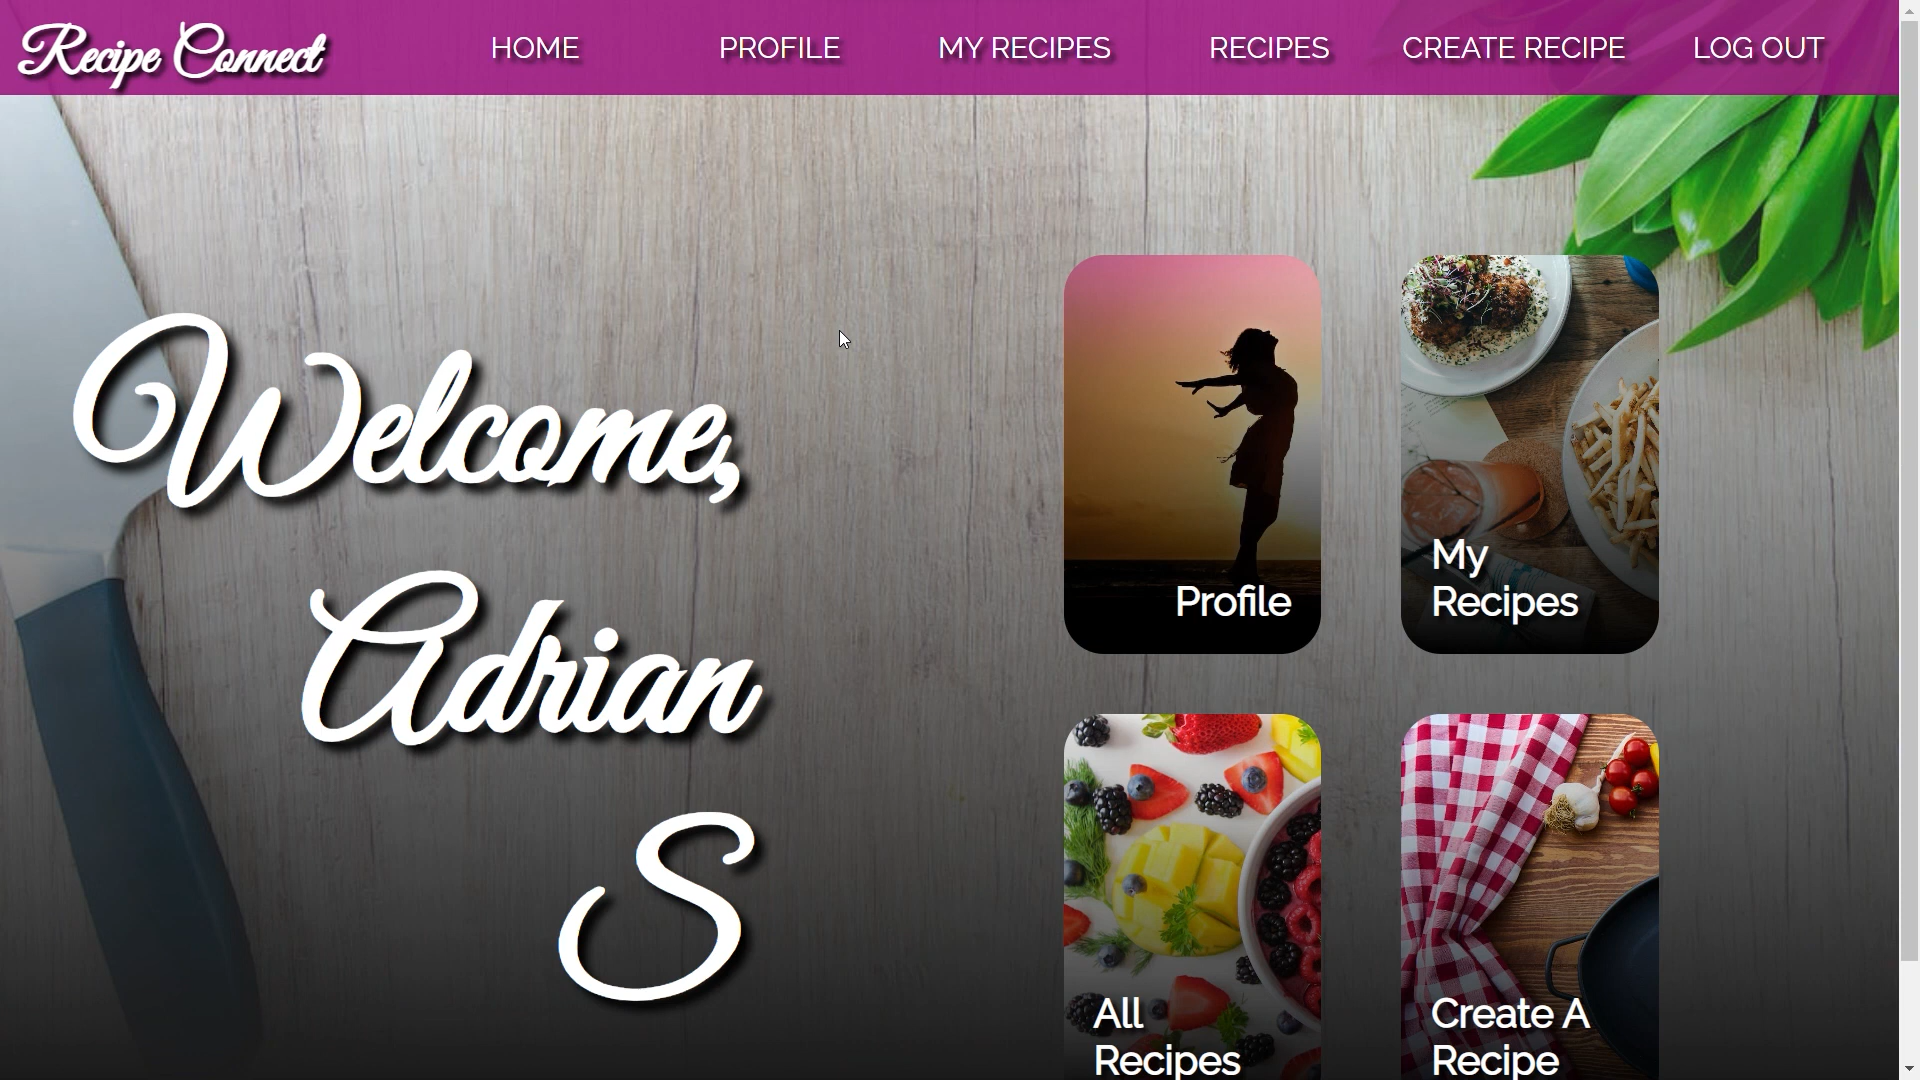 Recipe Connect
HOME
PROFILE
MY RECIPES
RECIPES
CREATE RECIPE
LOG OUT
Welcome,
Adrian
S
Profile
My
Recipes
All
Recipes
Create A
Recipe